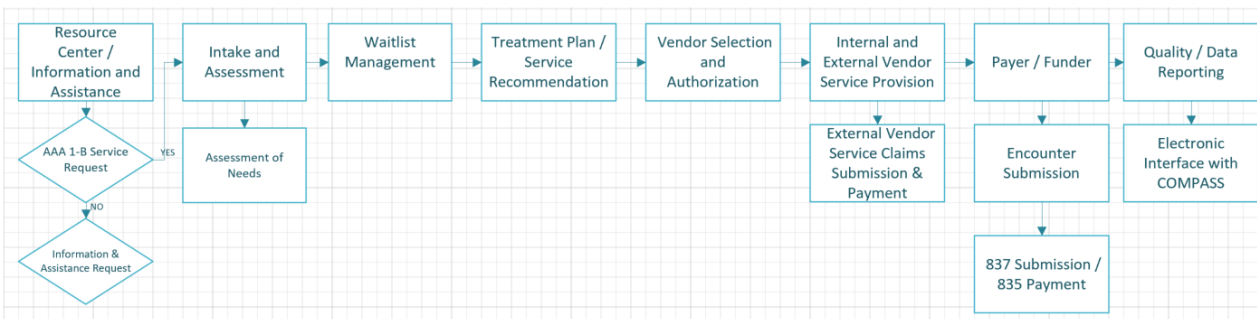 Resource
Center /
Information and
Assistance
Intake and
Assessment
Waitlist
Management
Treatment Plan /
Service
Recommendation
Vendor Selection
and
Authorization
Internal and
External Vendor
Service Provision
Payer / Funder
Quality / Data
Reporting
AAA 1-B Service
Request
YES
NO
Information &
Assistance Request
Assessment of
Needs
External Vendor
Service Claims
Submission &
Payment
Encounter
Submission
837 Submission /
835 Payment
Electronic
Interface with
COMPASS